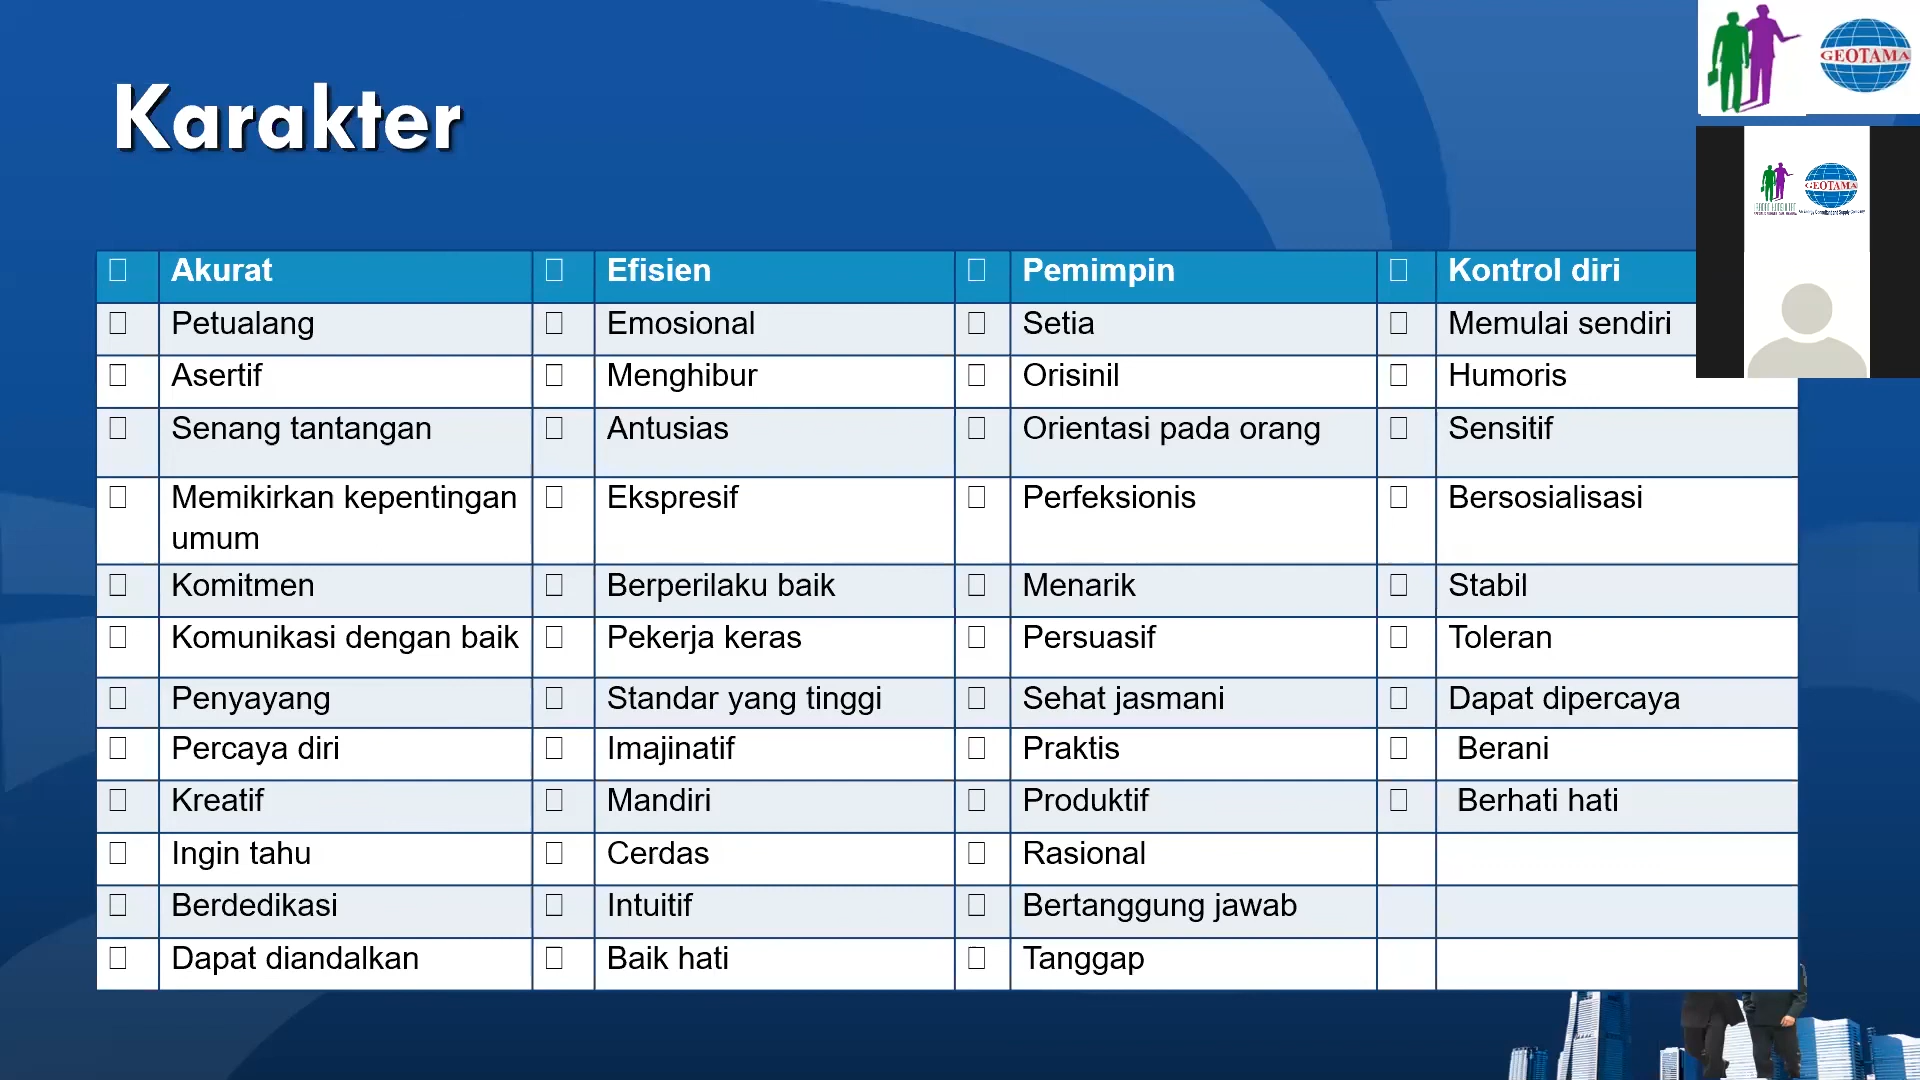 GEOTAMA
Karakter
GEOTAMA
☐ Akurat ☐ Efisien ☐ Pemimpin ☐ Kontrol diri
☐ Petualang ☐ Emosional ☐ Setia ☐ Memulai sendiri
☐ Asertif ☐ Menghibur ☐ Orisinil ☐ Humoris
☐ Senang tantangan ☐ Antusias ☐ Orientasi pada orang ☐ Sensitif
☐ Memikirkan kepentingan umum ☐ Ekspresif ☐ Perfeksionis ☐ Bersosialisasi
☐ Komitmen ☐ Berperilaku baik ☐ Menarik ☐ Stabil
☐ Komunikasi dengan baik ☐ Pekerja keras ☐ Persuasif ☐ Toleran
☐ Penyayang ☐ Standar yang tinggi ☐ Sehat jasmani ☐ Dapat dipercaya
☐ Percaya diri ☐ Imajinatif ☐ Praktis ☐ Berani
☐ Kreatif ☐ Mandiri ☐ Produktif ☐ Berhati hati
☐ Ingin tahu ☐ Cerdas ☐ Rasional
☐ Berdedikasi ☐ Intuitif ☐ Bertanggung jawab
☐ Dapat diandalkan ☐ Baik hati ☐ Tanggap